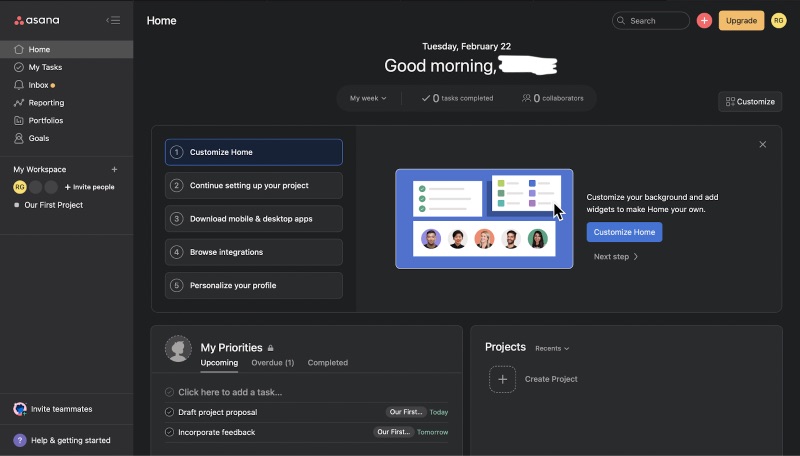 asana
Home
My Tasks
Inbox
Reporting
Portfolios
Goals
My Workspace +
RG
+ Invite people
Our First Project
Invite teammates
? Help & getting started
Home
Search
+
Upgrade
RG
Tuesday, February 22
Good morning,
My week
0 tasks completed
0 collaborators
Customize
1 Customize Home
2 Continue setting up your project
3 Download mobile & desktop apps
4 Browse integrations
5 Personalize your profile
Customize your background and add
widgets to make Home your own.
Customize Home
Next step
My Priorities
Upcoming Overdue (1) Completed
Click here to add a task...
Draft project proposal Our First... Today
Incorporate feedback Our First... Tomorrow
Projects Recents
+ Create Project